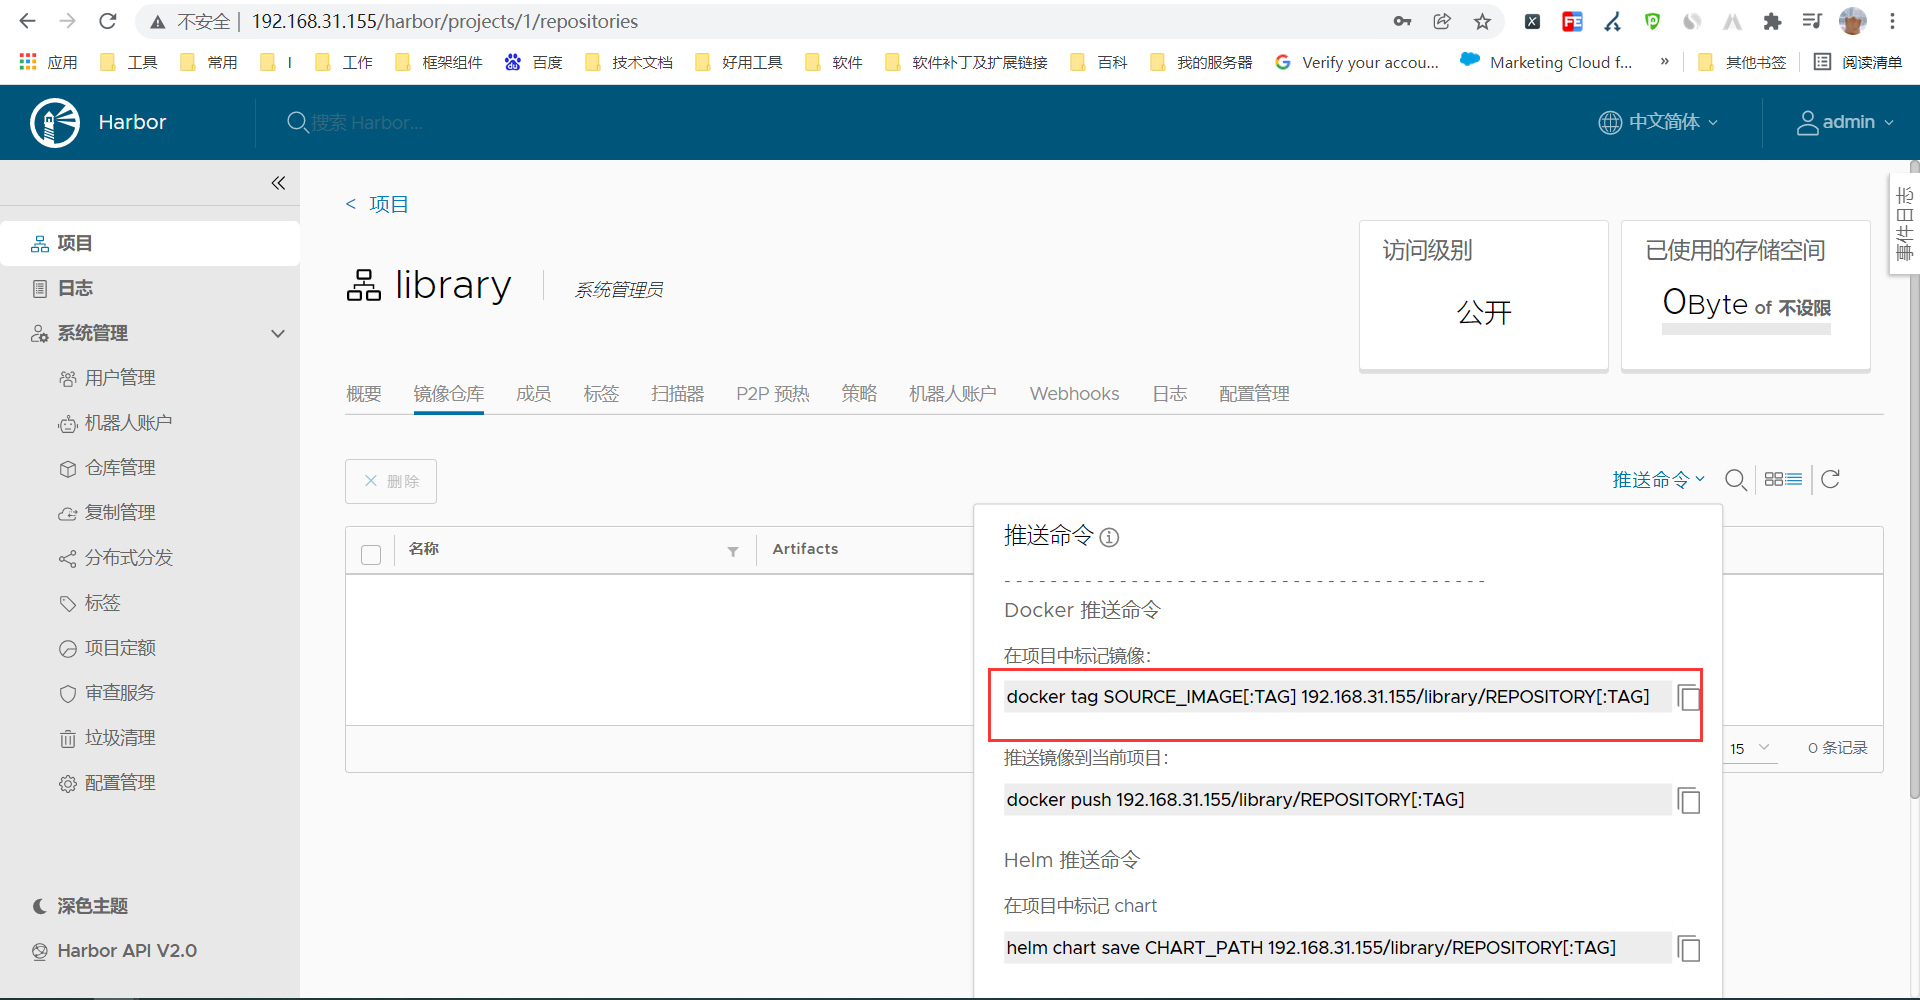 不安全 | 192.168.31.155/harbor/projects/1/repositories
应用 工具 常用 I 工作 框架组件 百度 技术文档 好用工具 软件 软件补丁及扩展链接 百科 我的服务器 Verify your accou... Marketing Cloud f... » 其他书签 阅读清单
Harbor 搜索 Harbor... 中文简体 admin
事件日志
< 项目
项目
日志
系统管理
用户管理
机器人账户
仓库管理
复制管理
分布式分发
标签
项目定额
审查服务
垃圾清理
配置管理
深色主题
Harbor API V2.0
library 系统管理员
访问级别
公开
已使用的存储空间
0Byte of 不设限
概要 镜像仓库 成员 标签 扫描器 P2P 预热 策略 机器人账户 Webhooks 日志 配置管理
删除 推送命令
名称 Artifacts
推送命令
- - - - - - - - - - - - - - - - - - - - - - - - - - - - - - - - - - - - - - - - - -
Docker 推送命令
在项目中标记镜像:
docker tag SOURCE_IMAGE[:TAG] 192.168.31.155/library/REPOSITORY[:TAG]
推送镜像到当前项目:
docker push 192.168.31.155/library/REPOSITORY[:TAG]
Helm 推送命令
在项目中标记 chart
helm chart save CHART_PATH 192.168.31.155/library/REPOSITORY[:TAG]
15 0 条记录